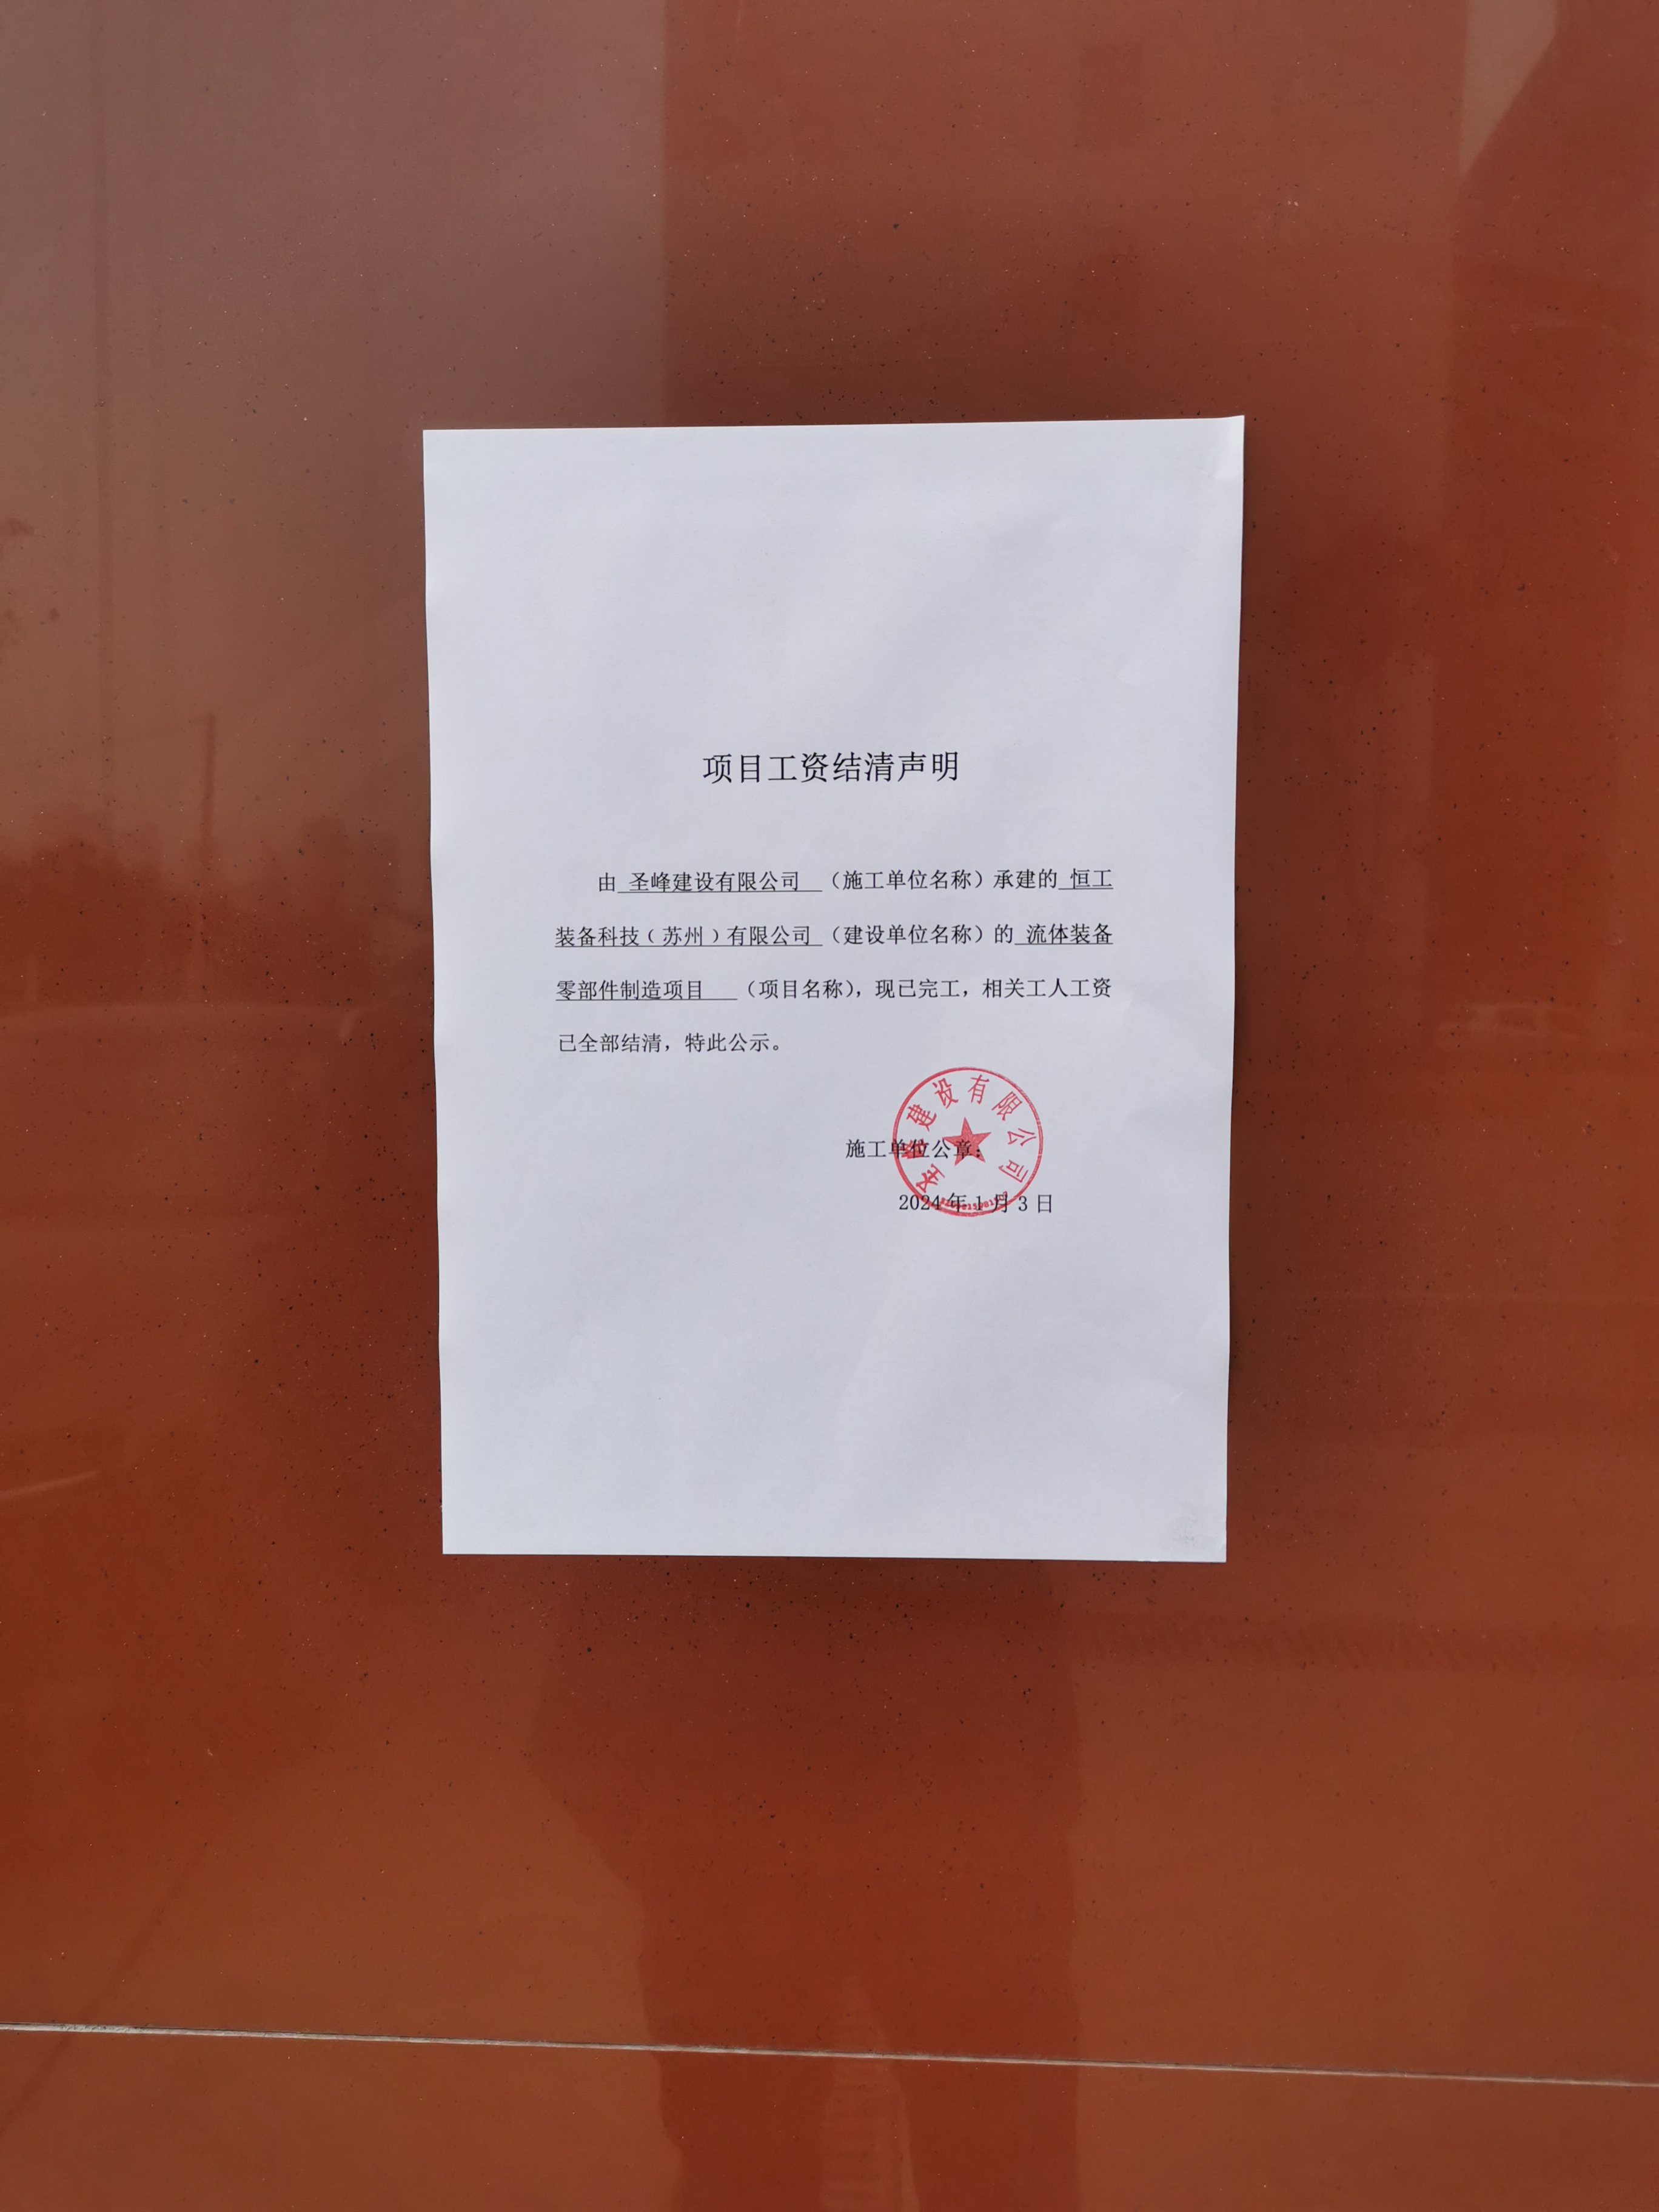 项目工资结清声明
由 圣峰建设有限公司 （施工单位名称）承建的 恒工
装备科技（苏州）有限公司 （建设单位名称）的 流体装备
零部件制造项目 （项目名称），现已完工，相关工人工资
已全部结清，特此公示。
圣峰建设有限公司
施工单位公章：
2024 年 1 月 3 日